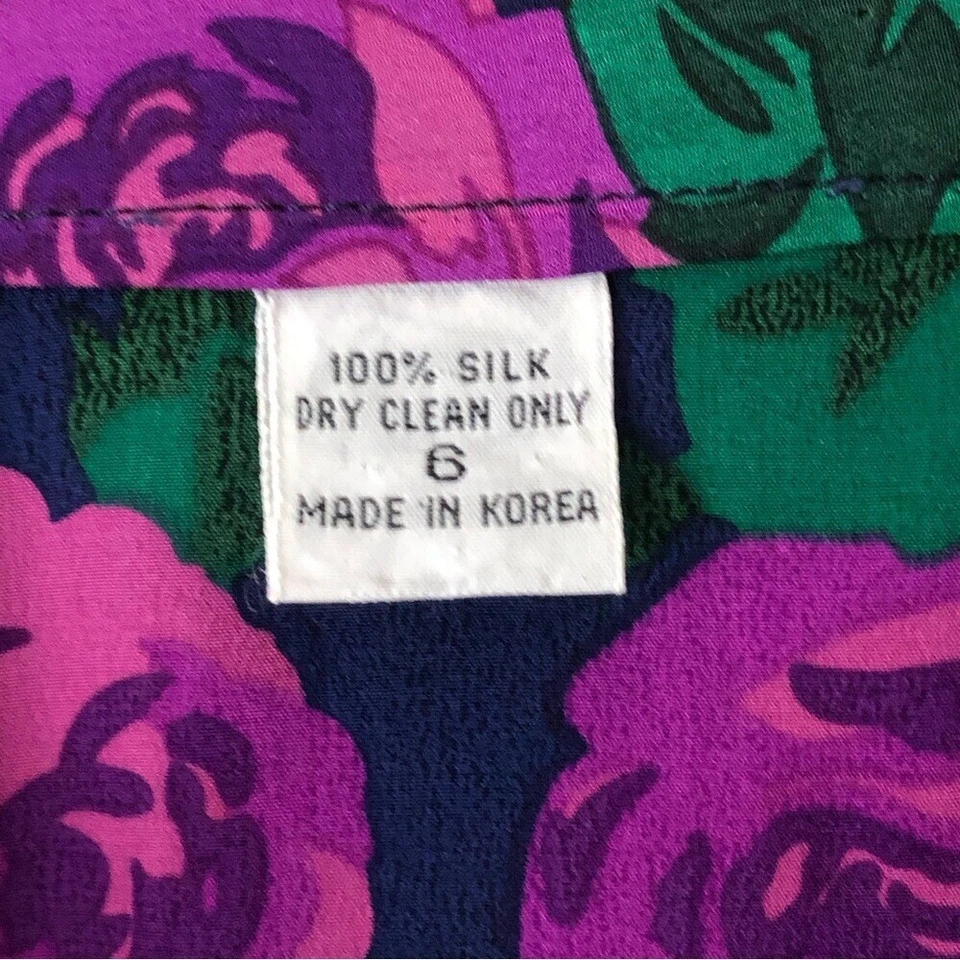 100% SILK
DRY CLEAN ONLY
6
MADE IN KOREA